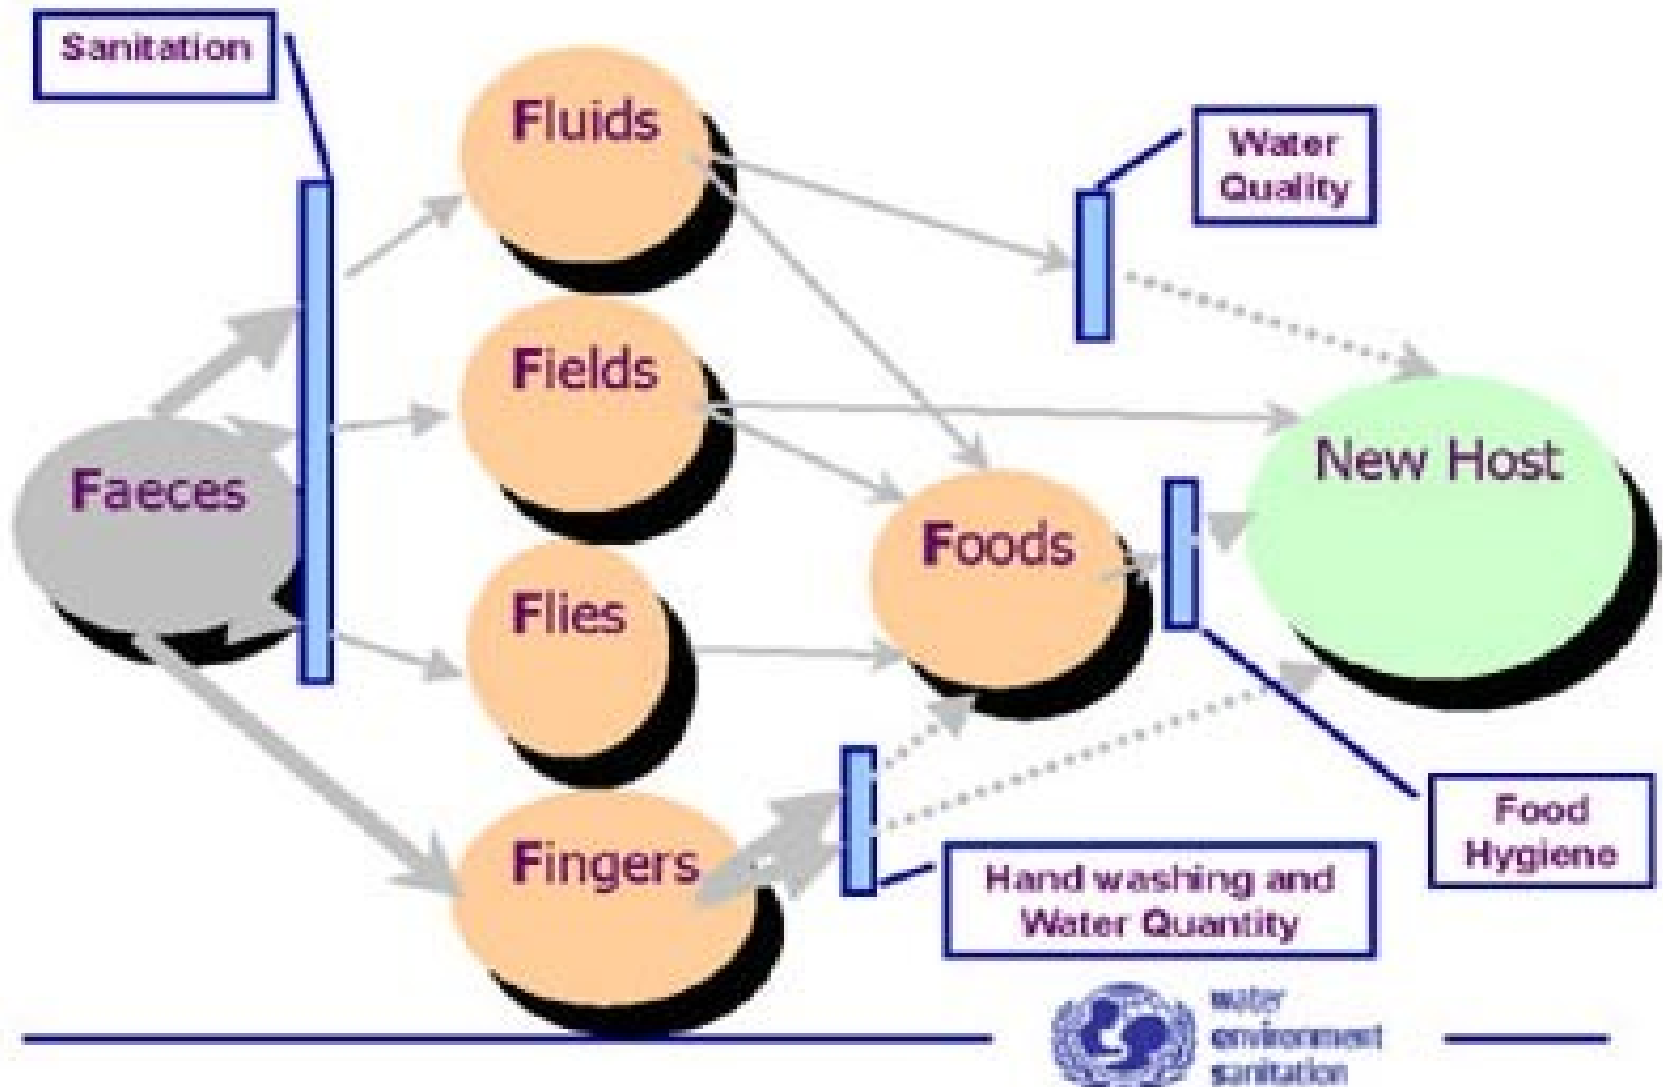 Sanitation
Fluids
Water
Quality
Fields
New Host
Faeces
Foods
Flies
Food
Hygiene
Fingers
Hand washing and
Water Quantity
water
environment
sanitation